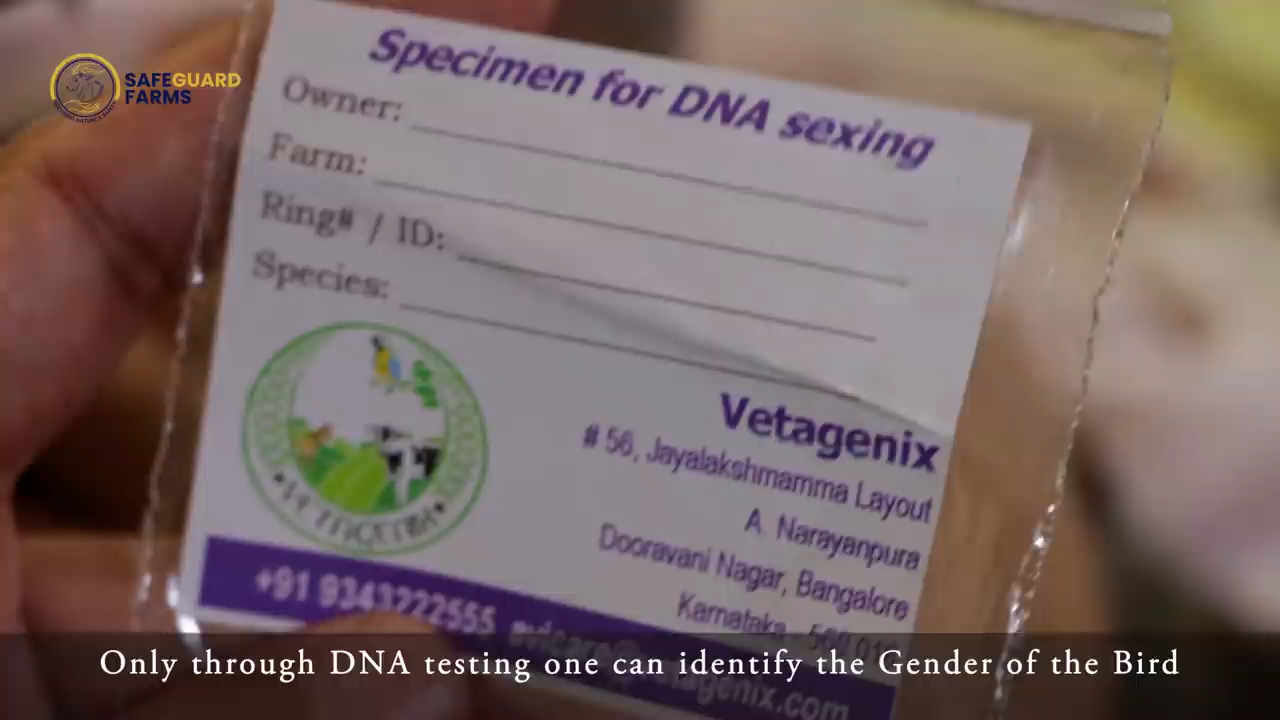 SAFEGUARD
FARMS
Specimen for DNA sexing
Owner:
Farm:
Ring# / ID:
Species:
Vetagenix
# 56, Jayalakshmamma Layout
A. Narayanpura
Dooravani Nagar, Bangalore
Karnataka
+91 9343222555
Only through DNA testing one can identify the Gender of the Bird